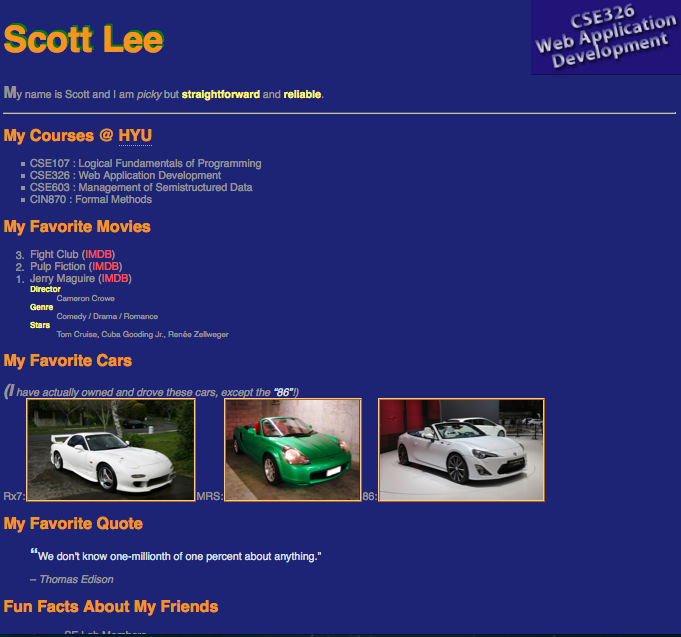 Scott Lee
CSE326
Web Application
Development
My name is Scott and I am picky but straightforward and reliable.
My Courses @ HYU
CSE107 : Logical Fundamentals of Programming
CSE326 : Web Application Development
CSE603 : Management of Semistructured Data
CIN870 : Formal Methods
My Favorite Movies
3. Fight Club (IMDB)
2. Pulp Fiction (IMDB)
1. Jerry Maguire (IMDB)
Director
Cameron Crowe
Genre
Comedy / Drama / Romance
Stars
Tom Cruise, Cuba Gooding Jr., Renée Zellweger
My Favorite Cars
(I have actually owned and drove these cars, except the "86"!)
Rx7: MRS: 86:
My Favorite Quote
“We don't know one-millionth of one percent about anything.”
– Thomas Edison
Fun Facts About My Friends